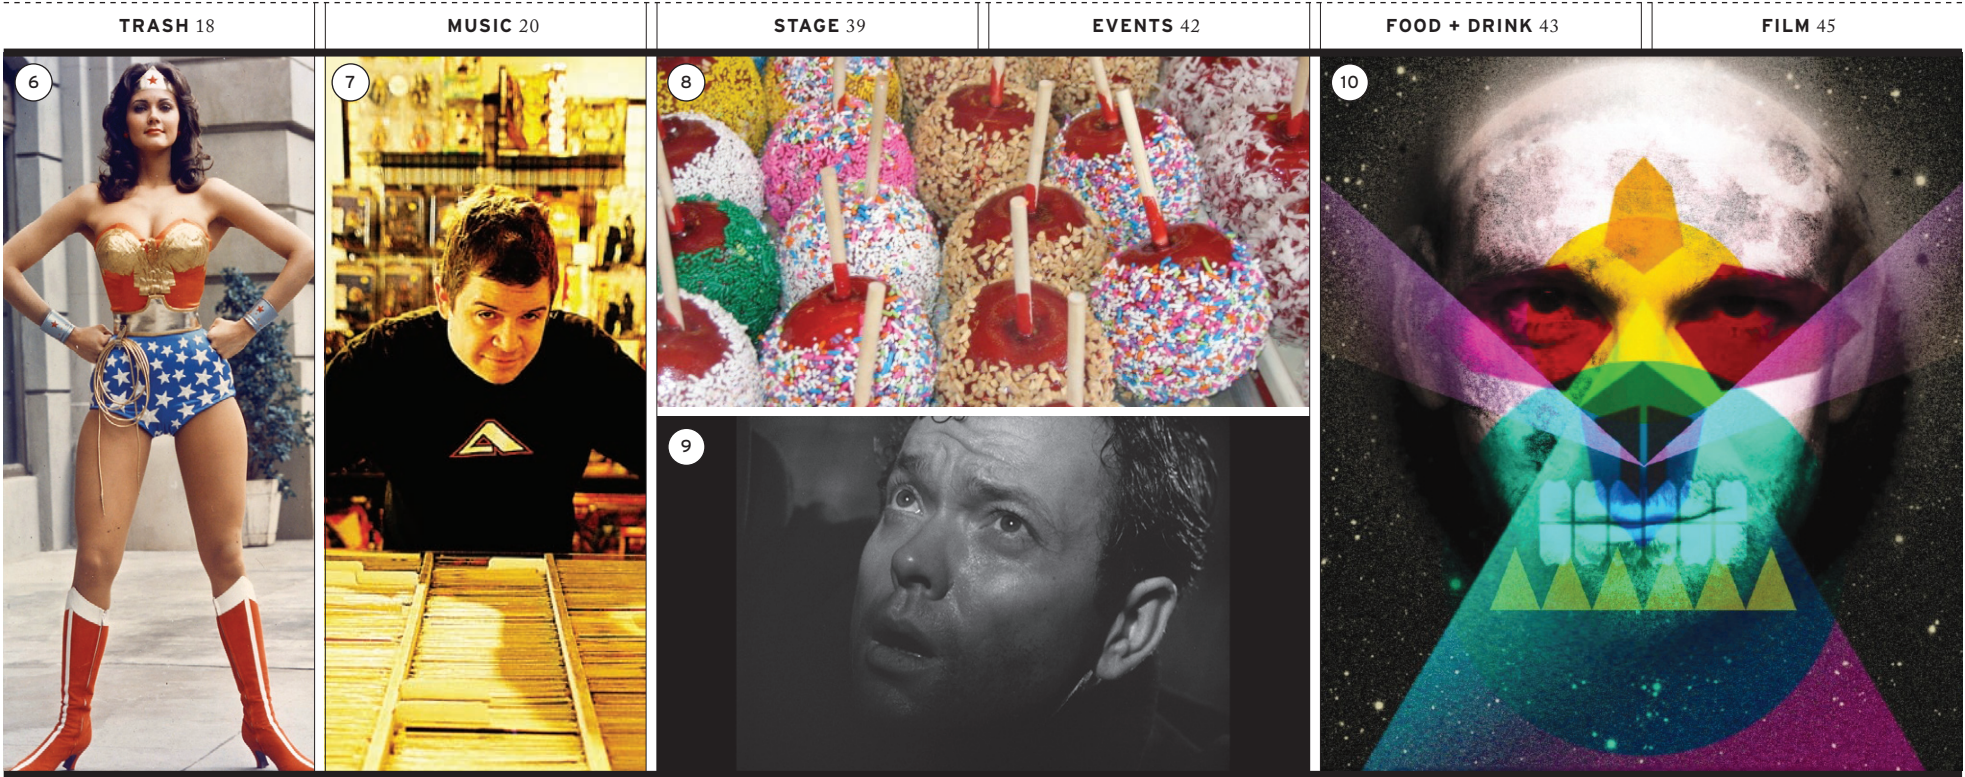 TRASH 18
MUSIC 20
STAGE 39
EVENTS 42
FOOD + DRINK 43
FILM 45
6
7
8
9
10